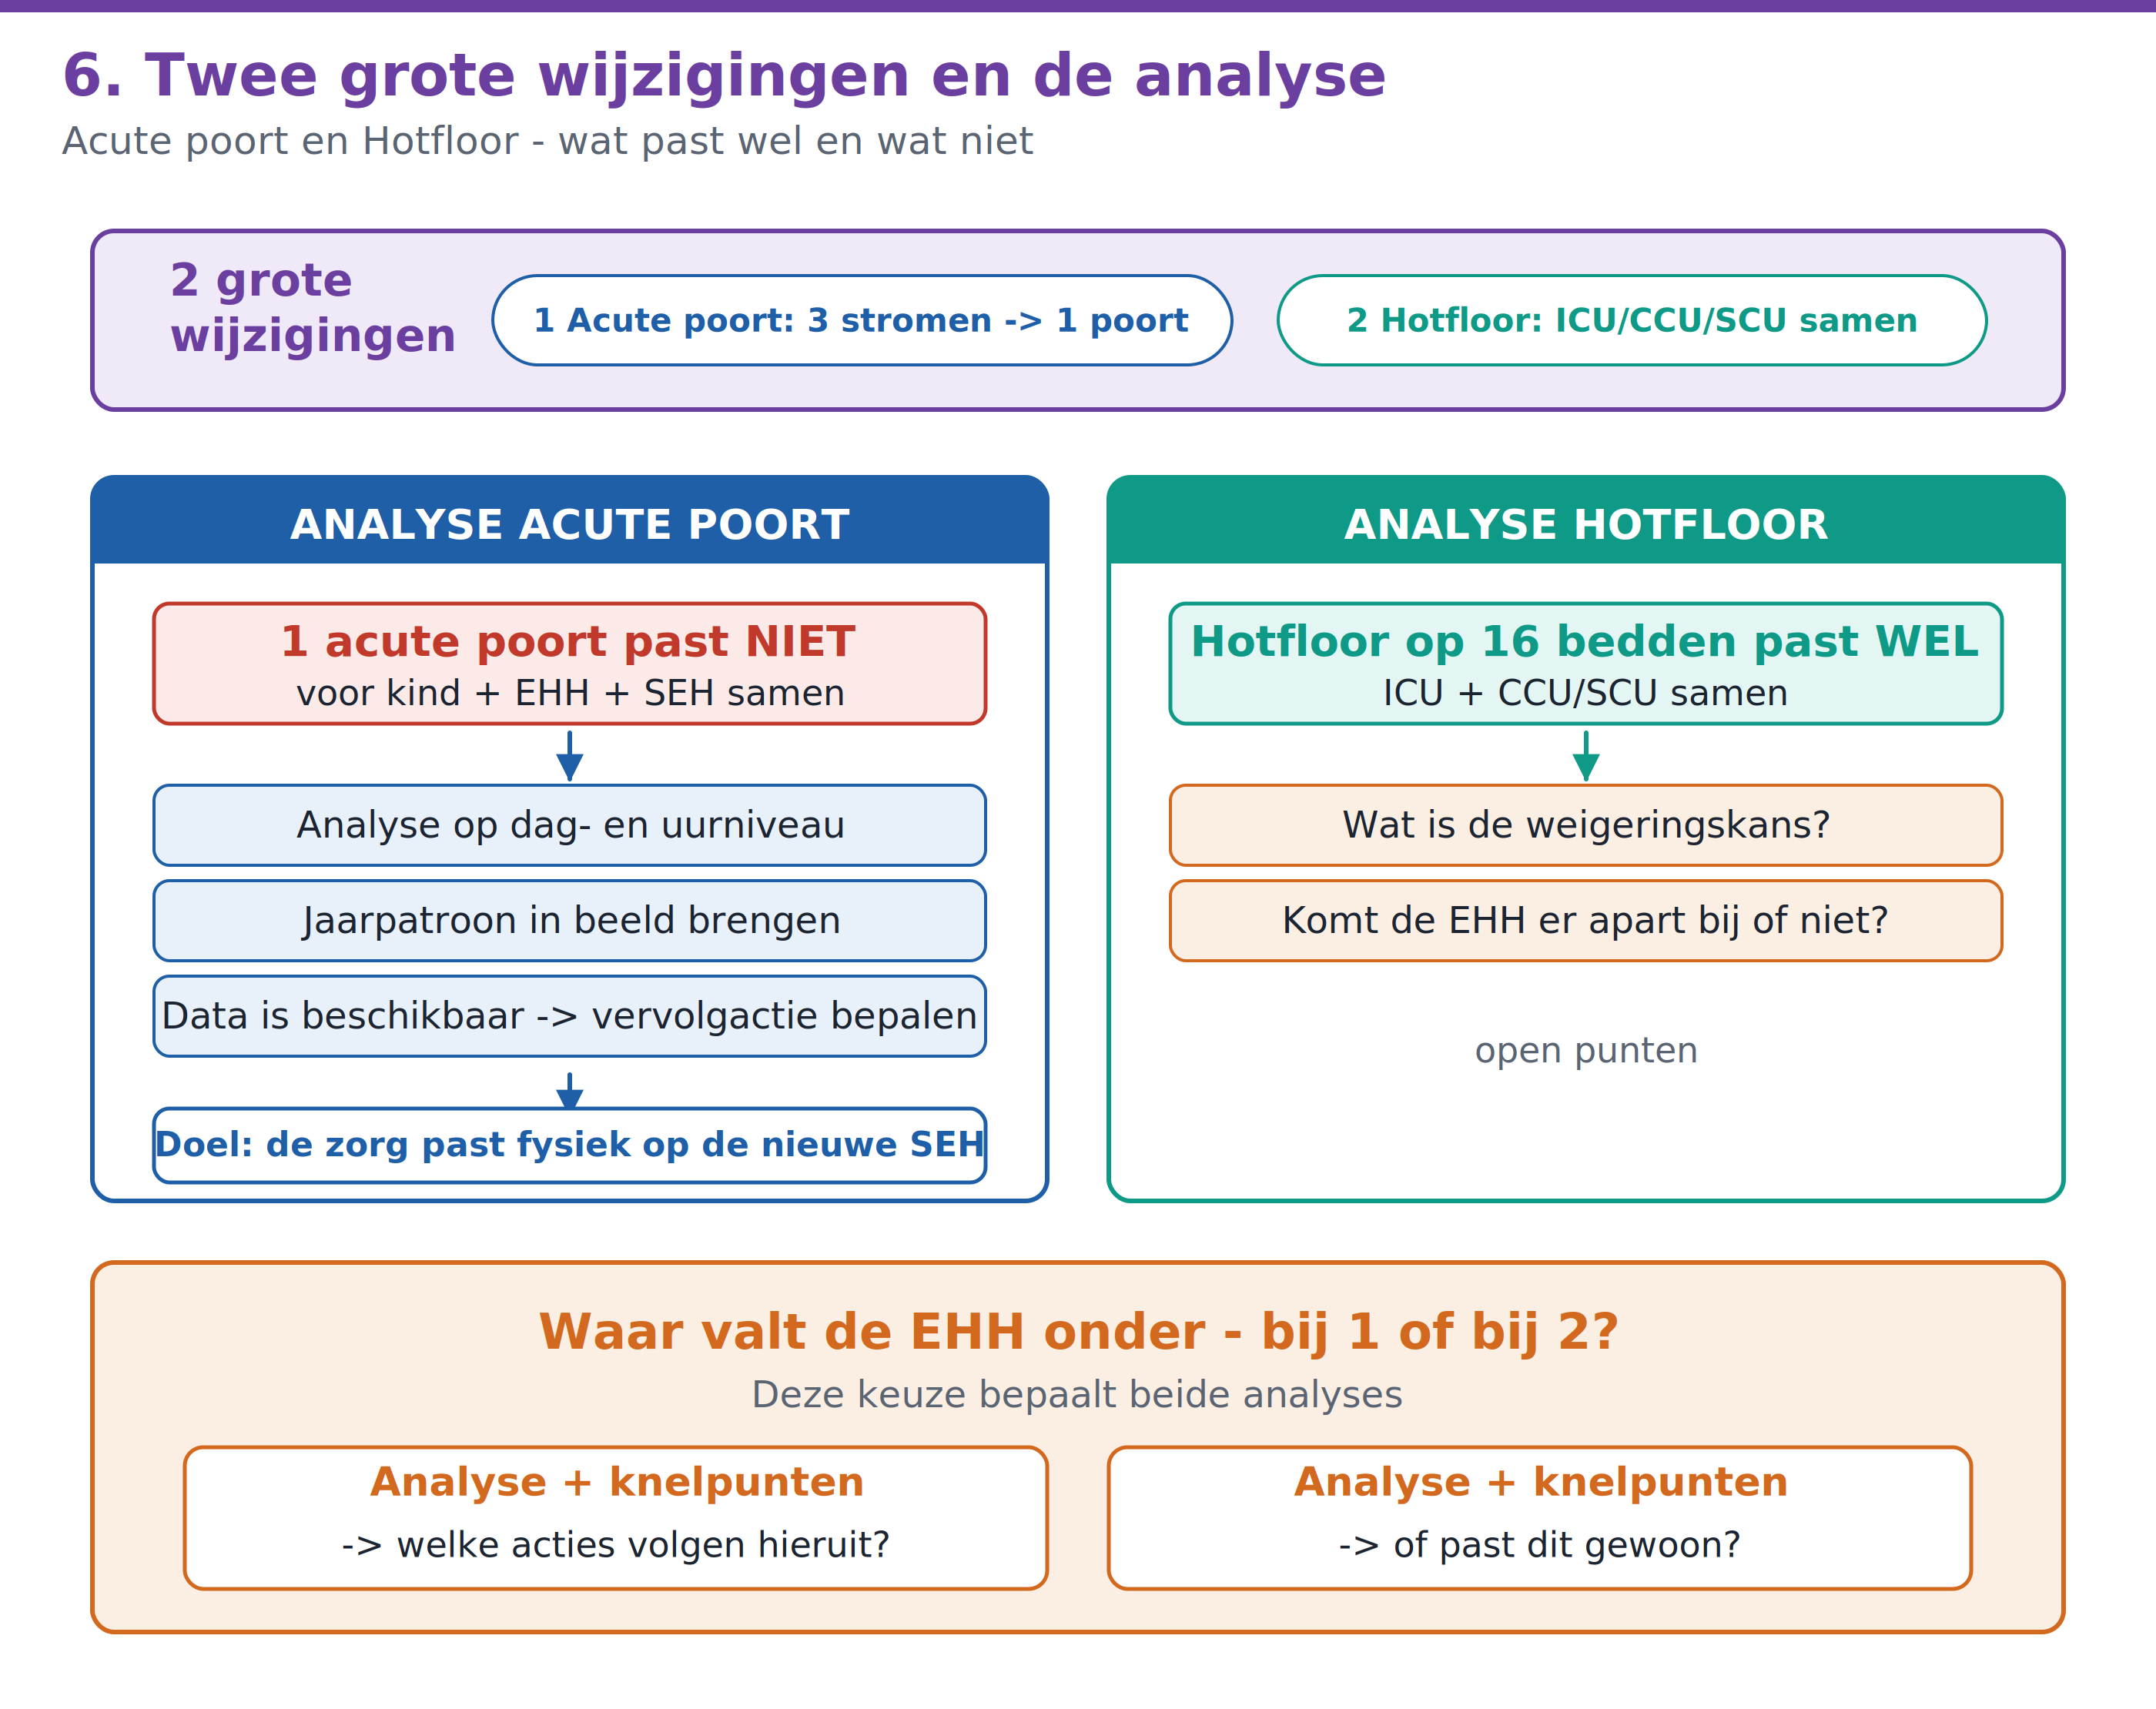 6. Twee grote wijzigingen en de analyse
Acute poort en Hotfloor - wat past wel en wat niet
2 grote
wijzigingen
1 Acute poort: 3 stromen -> 1 poort
2 Hotfloor: ICU/CCU/SCU samen
ANALYSE ACUTE POORT
1 acute poort past NIET
voor kind + EHH + SEH samen
Analyse op dag- en uurniveau
Jaarpatroon in beeld brengen
Data is beschikbaar -> vervolgactie bepalen
Doel: de zorg past fysiek op de nieuwe SEH
ANALYSE HOTFLOOR
Hotfloor op 16 bedden past WEL
ICU + CCU/SCU samen
Wat is de weigeringskans?
Komt de EHH er apart bij of niet?
open punten
Waar valt de EHH onder - bij 1 of bij 2?
Deze keuze bepaalt beide analyses
Analyse + knelpunten
-> welke acties volgen hieruit?
Analyse + knelpunten
-> of past dit gewoon?